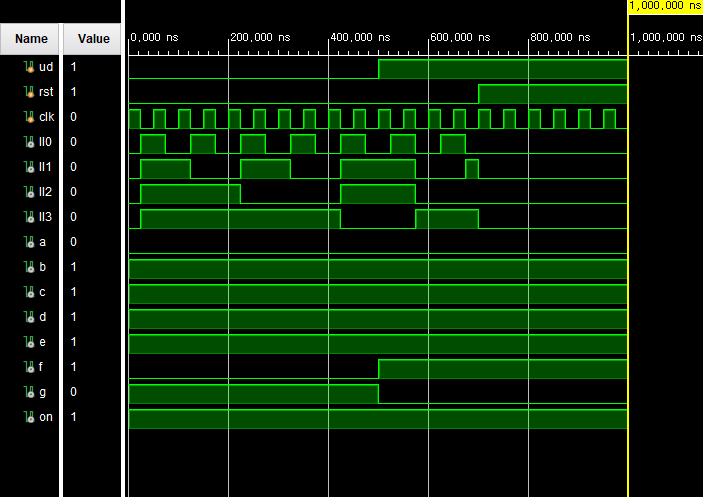 1,000,000 ns
Name Value
0,000 ns 200,000 ns 400,000 ns 600,000 ns 800,000 ns 1,000,000 ns
ud 1
rst 1
clk 0
ll0 0
ll1 0
ll2 0
ll3 0
a 0
b 1
c 1
d 1
e 1
f 1
g 0
on 1